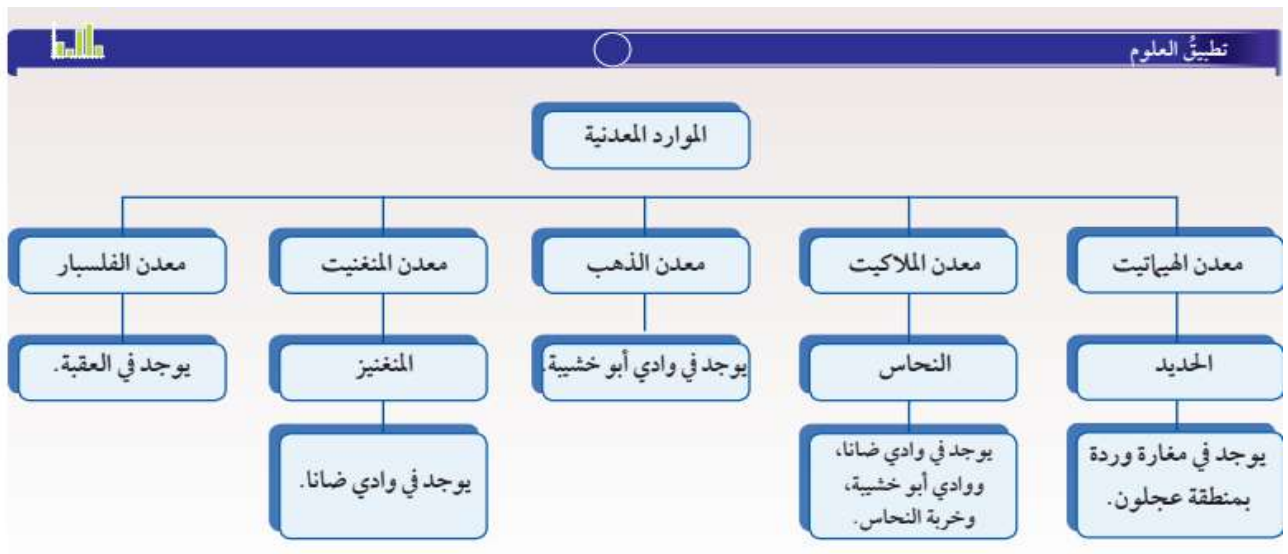 تطبيقُ العلوم
الموارد المعدنية
معدن الهيماتيت
معدن الملاكيت
معدن الذهب
معدن المنغنيت
معدن الفلسبار
الحديد
النحاس
يوجد في وادي أبو خشيبة.
المنغنيز
يوجد في العقبة.
يوجد في مغارة وردة
بمنطقة عجلون.
يوجد في وادي ضانا،
ووادي أبو خشيبة،
وخربة النحاس.
يوجد في وادي ضانا.